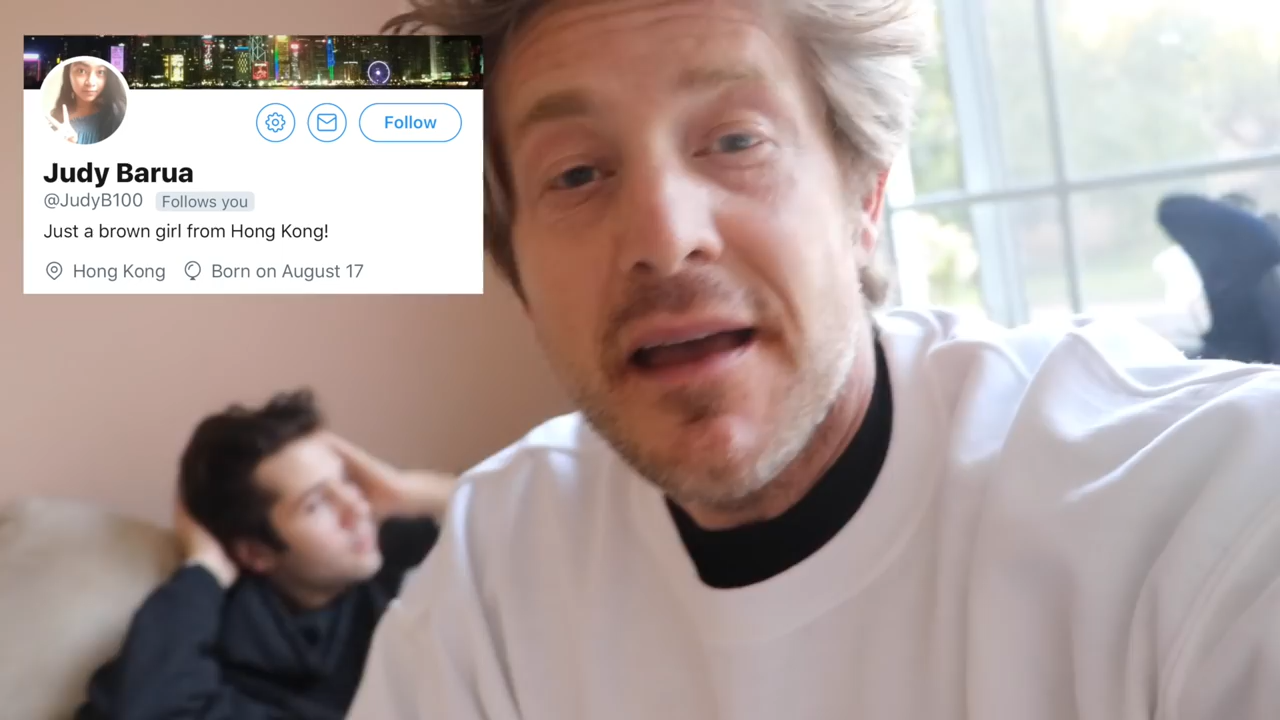 Follow
Judy Barua
@JudyB100 Follows you
Just a brown girl from Hong Kong!
Hong Kong Born on August 17